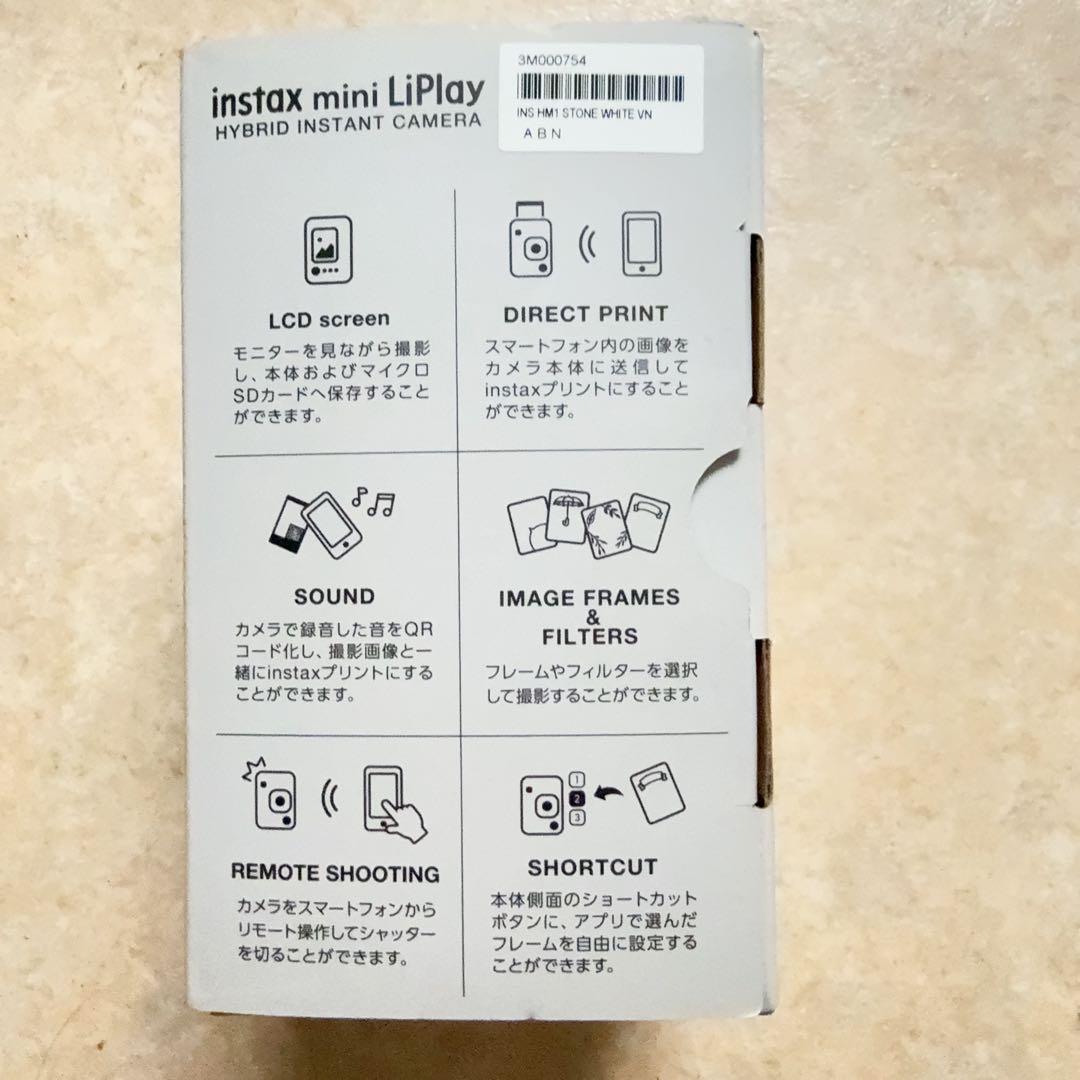 instax mini LiPlay
HYBRID INSTANT CAMERA
3M000754
INS HM1 STONE WHITE VN
A B N
LCD screen
モニターを見ながら撮影
し、本体およびマイクロ
SDカードへ保存すること
ができます。
DIRECT PRINT
スマートフォン内の画像を
カメラ本体に送信して
instaxプリントにすること
ができます。
SOUND
カメラで録音した音をQR
コード化し、撮影画像と一
緒にinstaxプリントにする
ことができます。
IMAGE FRAMES
&
FILTERS
フレームやフィルターを選択
して撮影することができます。
REMOTE SHOOTING
カメラをスマートフォンから
リモート操作してシャッター
を切ることができます。
1
2
3
SHORTCUT
本体側面のショートカット
ボタンに、アプリで選んだ
フレームを自由に設定する
ことができます。